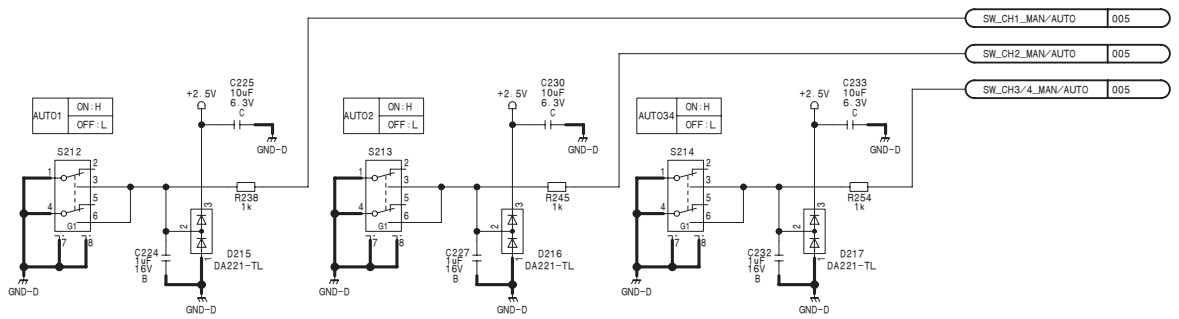 SW_CH1_MAN/AUTO 005
SW_CH2_MAN/AUTO 005
SW_CH3/4_MAN/AUTO 005
AUTO1 ON:H
OFF:L
+2.5V
C225
10uF
6.3V
C
GND-D
S212
1
2
3
4
5
6
G1
7
8
GND-D
R238
1k
C224
1uF
16V
B
3
2
1
D215
DA221-TL
GND-D
AUTO2 ON:H
OFF:L
+2.5V
C230
10uF
6.3V
C
GND-D
S213
1
2
3
4
5
6
G1
7
8
GND-D
R245
1k
C227
1uF
16V
B
3
2
1
D216
DA221-TL
GND-D
AUTO34 ON:H
OFF:L
+2.5V
C233
10uF
6.3V
C
GND-D
S214
1
2
3
4
5
6
G1
7
8
GND-D
R254
1k
C232
1uF
16V
B
3
2
1
D217
DA221-TL
GND-D